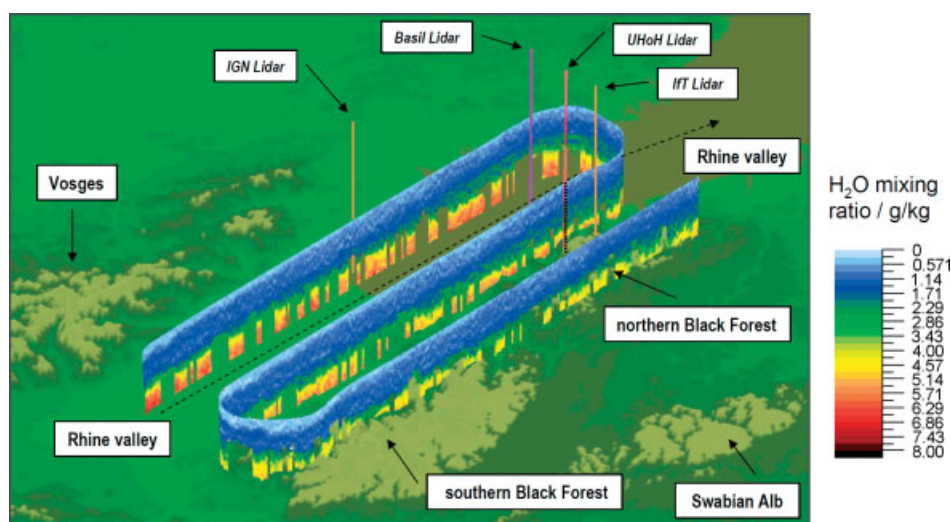 Basil Lidar
UHoH Lidar
IGN Lidar
IfT Lidar
Vosges
Rhine valley
northern Black Forest
Rhine valley
southern Black Forest
Swabian Alb
H₂O mixing
ratio / g/kg
0
0.571
1.14
1.71
2.29
2.86
3.43
4.00
4.57
5.14
5.71
6.29
6.86
7.43
8.00